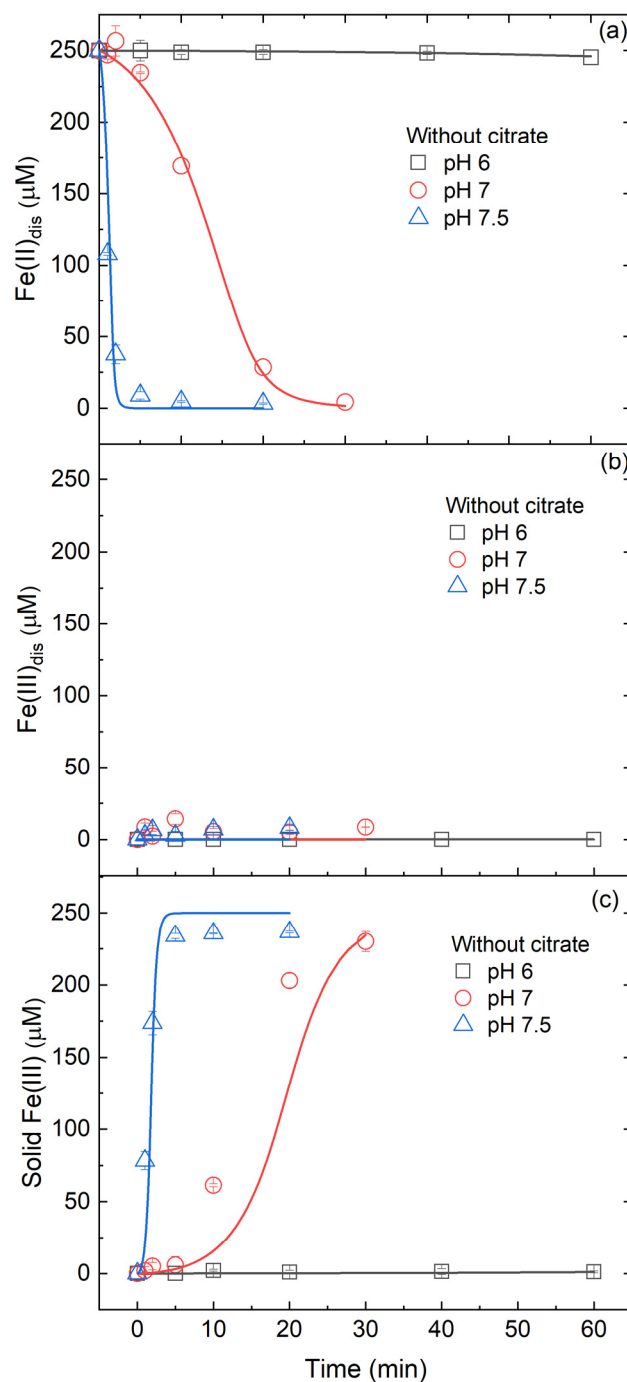 (a)
250
200
150
100
50
0
Fe(II)dis (μM)
Without citrate
pH 6
pH 7
pH 7.5
(b)
250
200
150
100
50
0
Fe(III)dis (μM)
Without citrate
pH 6
pH 7
pH 7.5
(c)
250
200
150
100
50
0
Solid Fe(III) (μM)
Without citrate
pH 6
pH 7
pH 7.5
0 10 20 30 40 50 60
Time (min)